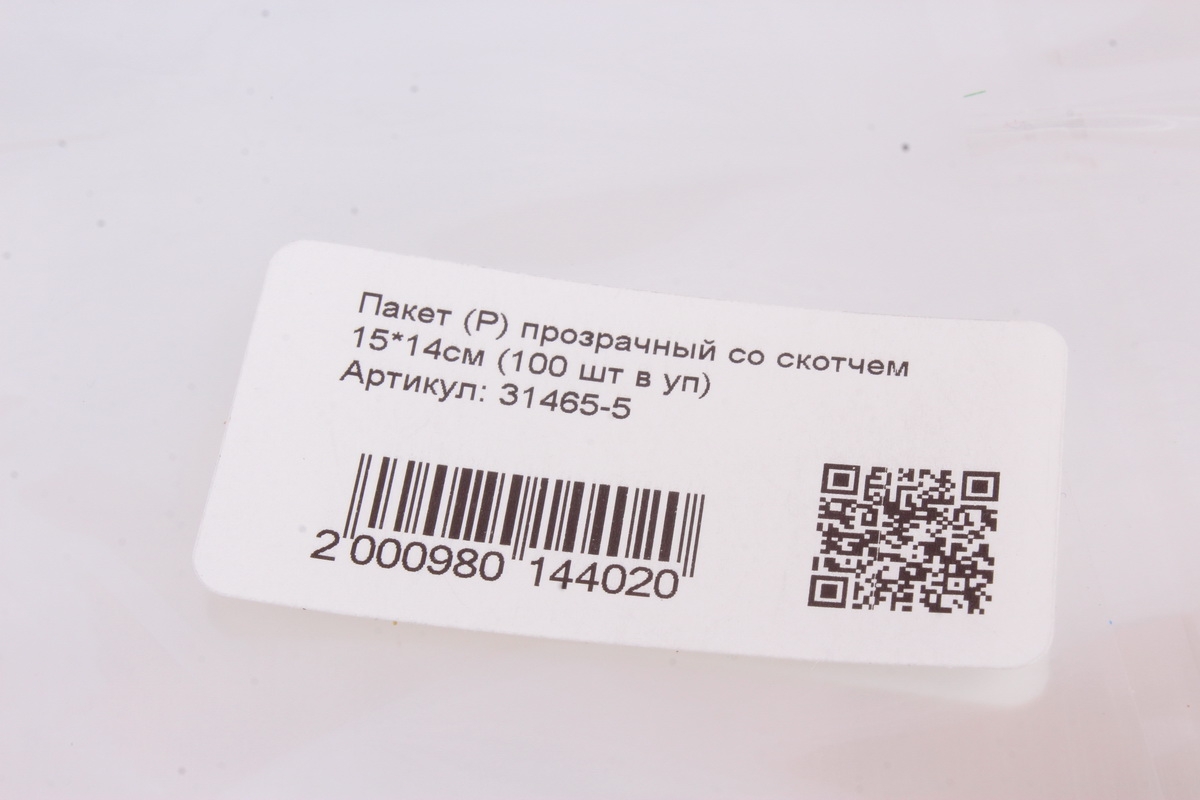 Пакет (Р) прозрачный со скотчем
15*14см (100 шт в уп)
Артикул: 31465-5
2 000980 144020